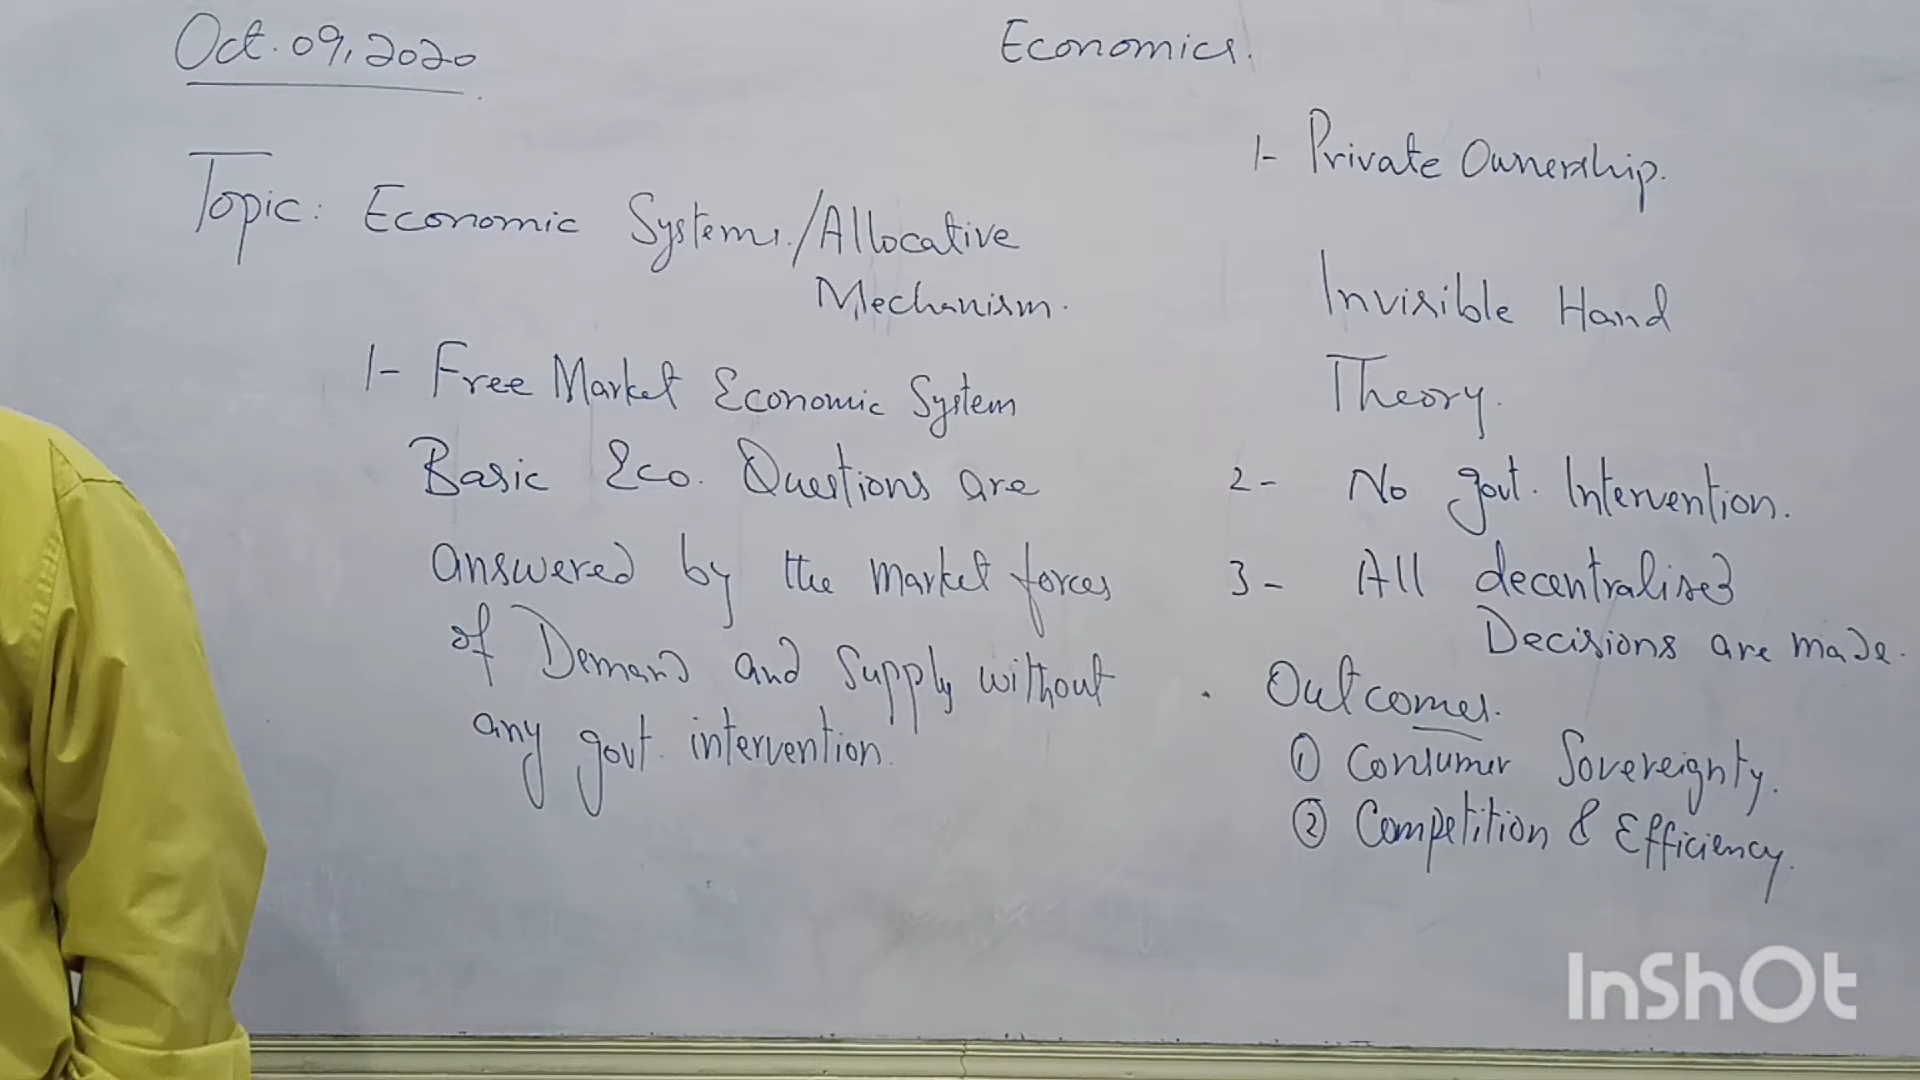 Oct. 09, 2020
Economics.
Topic: Economic Systems./Allocative
Mechanism.
1- Free Market Economic System
Basic Eco. Questions are
answered by the market forces
of Demand and Supply without
any govt. intervention.
1- Private Ownership.
Invisible Hand
Theory.
2- No govt. Intervention.
3- All decentralised
Decisions are made.
Outcomes.
① Consumer Sovereignty.
② Competition & Efficiency.
InShOt